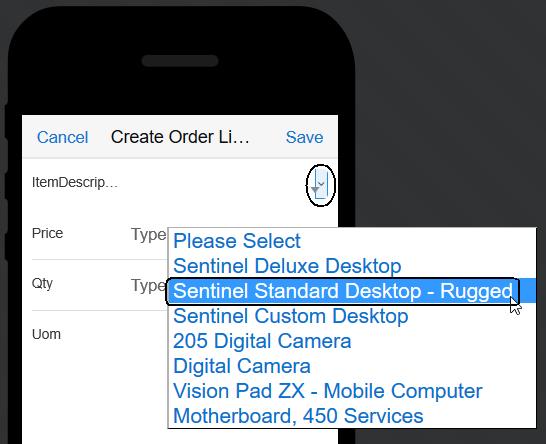 Cancel Create Order Li... Save
ItemDescrip...
Price Type
Qty Type
Uom
Please Select
Sentinel Deluxe Desktop
Sentinel Standard Desktop - Rugged
Sentinel Custom Desktop
205 Digital Camera
Digital Camera
Vision Pad ZX - Mobile Computer
Motherboard, 450 Services